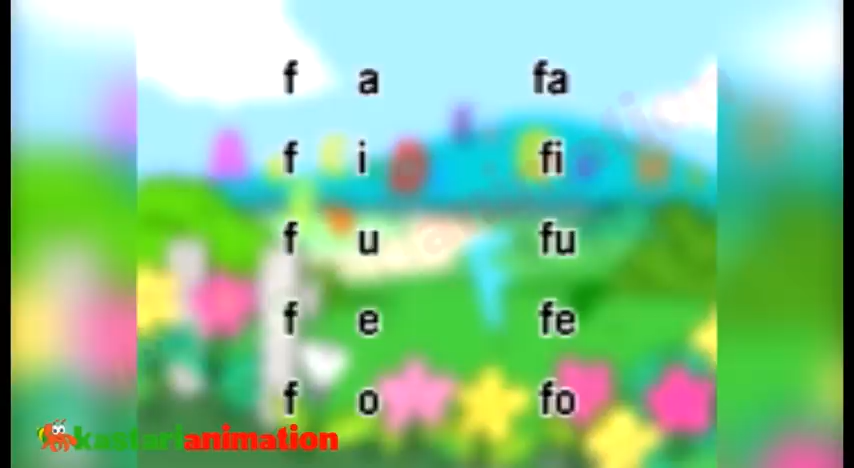 f a fa
f i fi
f u fu
f e fe
f o fo
kastarianimation